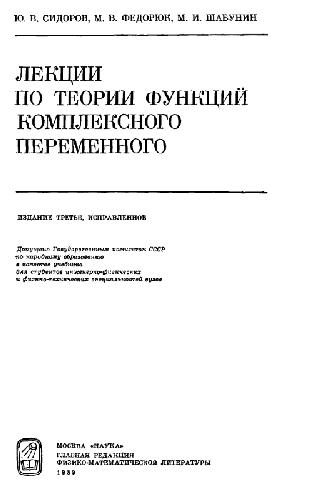 Ю. В. СИДОРОВ, М. В. ФЕДОРЮК, М. И. ШАБУНИН
ЛЕКЦИИ
ПО ТЕОРИИ ФУНКЦИЙ
КОМПЛЕКСНОГО
ПЕРЕМЕННОГО
ИЗДАНИЕ ТРЕТЬЕ, ИСПРАВЛЕННОЕ
Допущено Государственным комитетом СССР
по народному образованию
в качестве учебника
для студентов инженерно-физических
и физико-технических специальностей вузов
МОСКВА «НАУКА»
ГЛАВНАЯ РЕДАКЦИЯ
ФИЗИКО-МАТЕМАТИЧЕСКОЙ ЛИТЕРАТУРЫ
1989